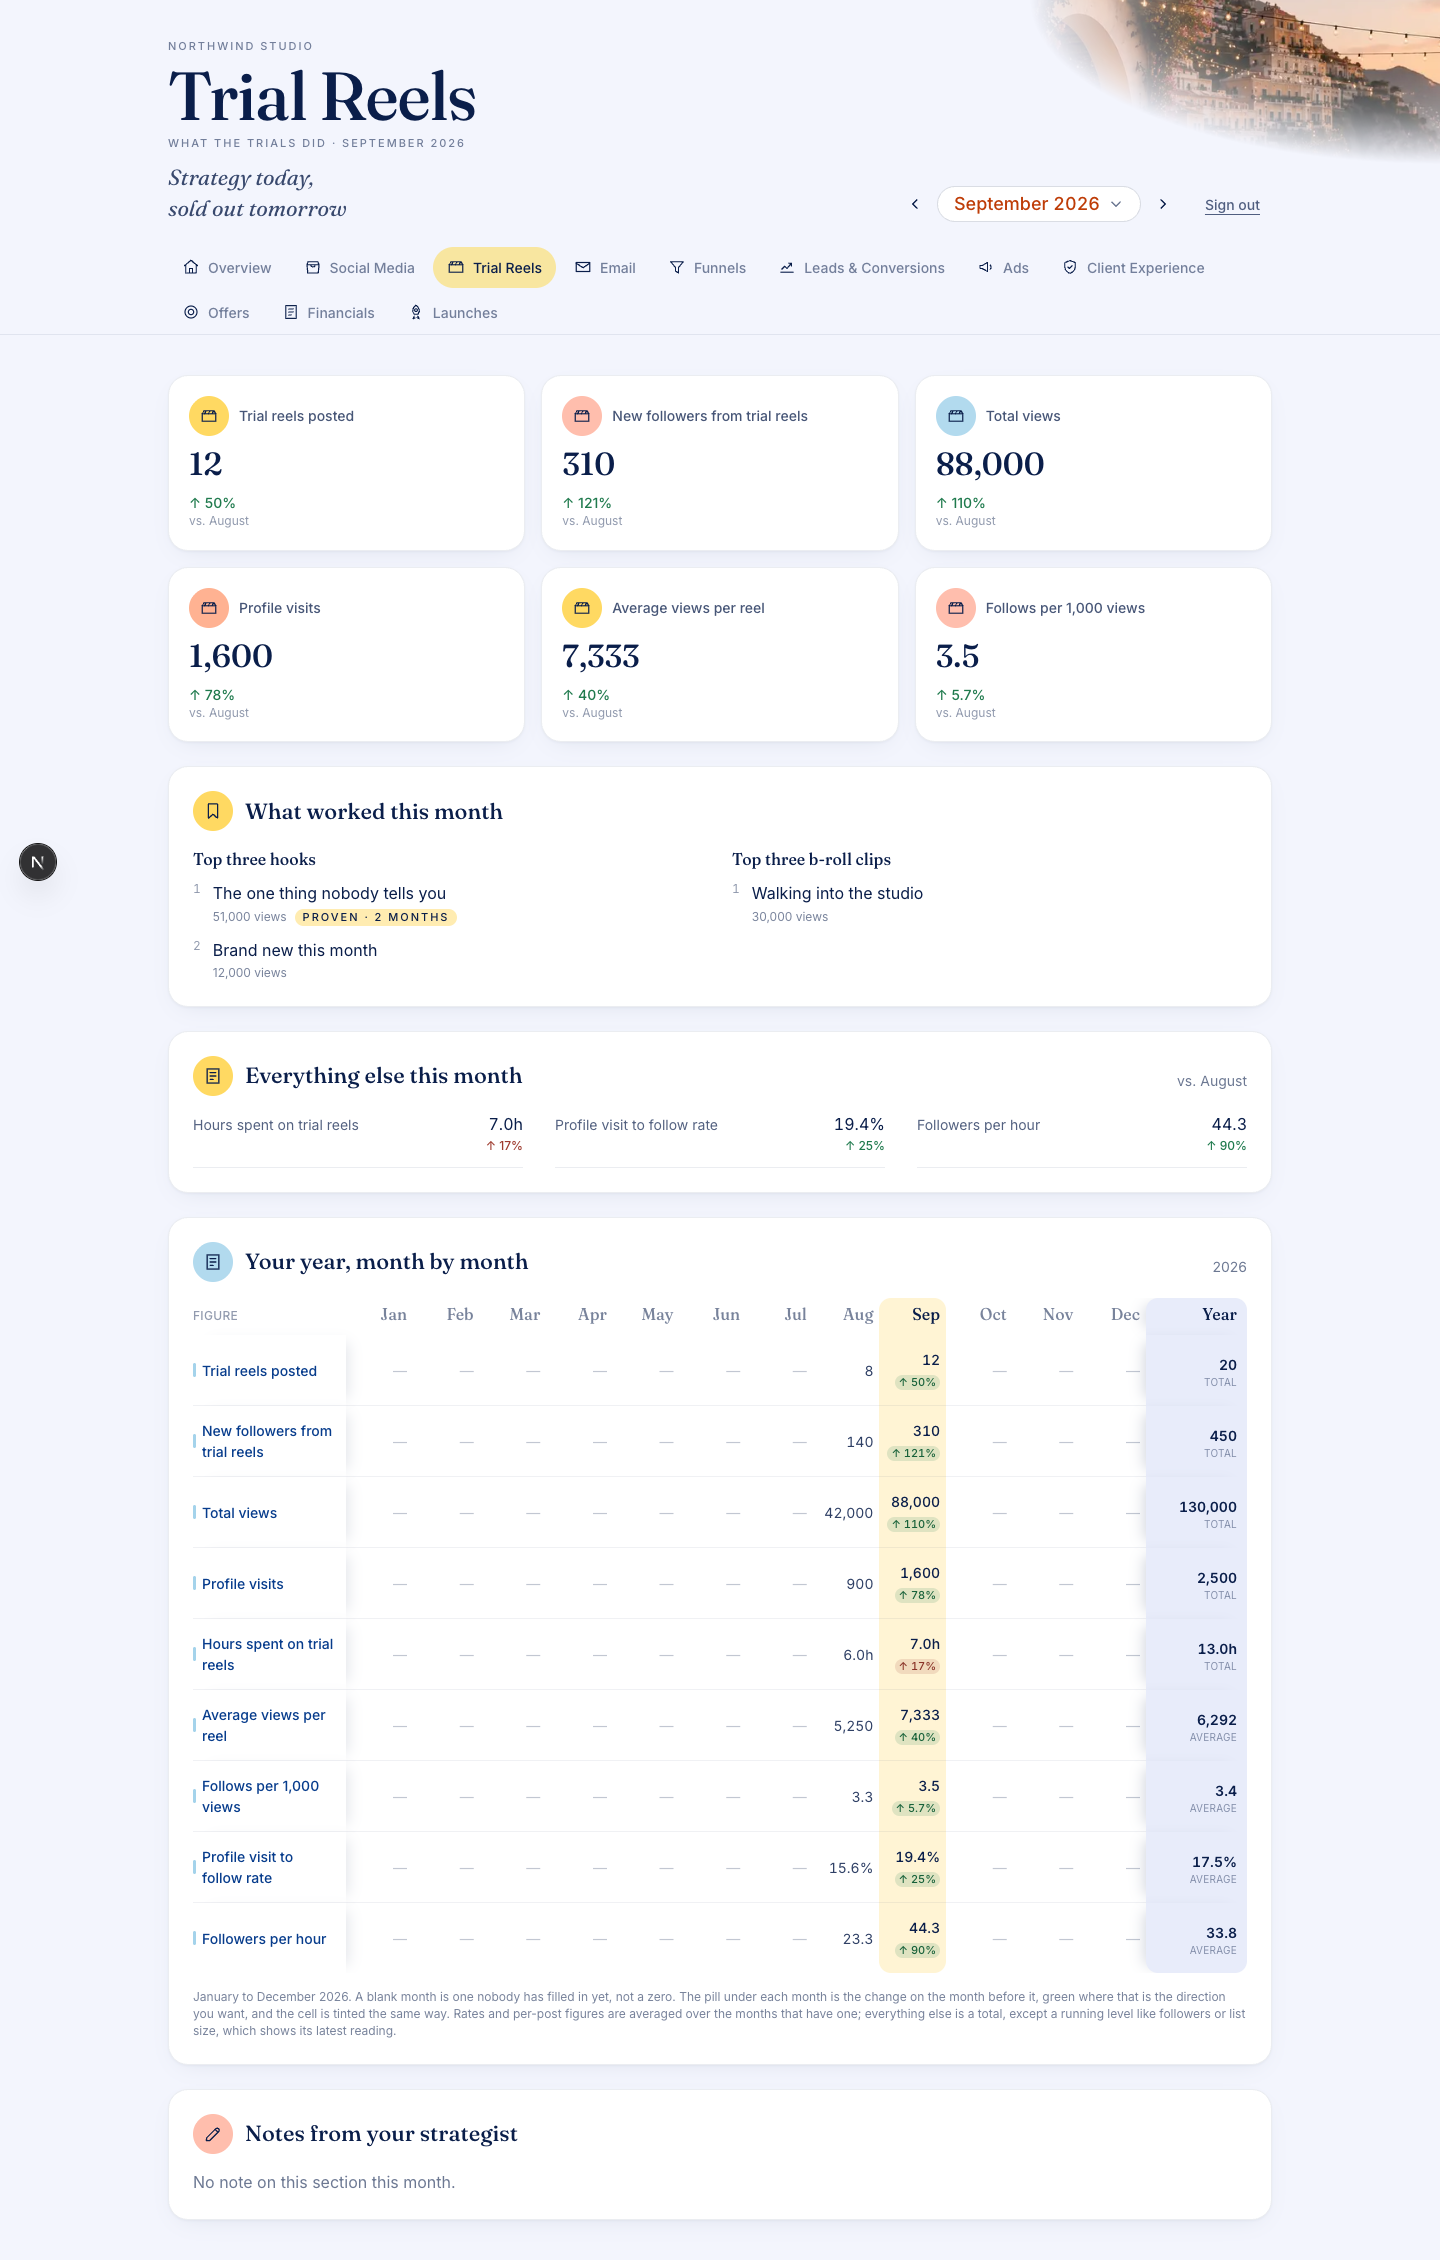 NORTHWIND STUDIO
Trial Reels
WHAT THE TRIALS DID · SEPTEMBER 2026
Strategy today,
sold out tomorrow
September 2026
Sign out
Overview Social Media Trial Reels Email Funnels Leads & Conversions Ads Client Experience
Offers Financials Launches
Trial reels posted
12
↑ 50%
vs. August
New followers from trial reels
310
↑ 121%
vs. August
Total views
88,000
↑ 110%
vs. August
Profile visits
1,600
↑ 78%
vs. August
Average views per reel
7,333
↑ 40%
vs. August
Follows per 1,000 views
3.5
↑ 5.7%
vs. August
N
What worked this month
Top three hooks
1 The one thing nobody tells you
51,000 views PROVEN · 2 MONTHS
2 Brand new this month
12,000 views
Top three b-roll clips
1 Walking into the studio
30,000 views
Everything else this month
vs. August
Hours spent on trial reels 7.0h
↑ 17%
Profile visit to follow rate 19.4%
↑ 25%
Followers per hour 44.3
↑ 90%
Your year, month by month
2026
FIGURE Jan Feb Mar Apr May Jun Jul Aug Sep Oct Nov Dec Year
Trial reels posted — — — — — — — 8 12 — — — 20
↑ 50% TOTAL
New followers from
trial reels — — — — — — — 140 310 — — — 450
↑ 121% TOTAL
Total views — — — — — — — 42,000 88,000 — — — 130,000
↑ 110% TOTAL
Profile visits — — — — — — — 900 1,600 — — — 2,500
↑ 78% TOTAL
Hours spent on trial
reels — — — — — — — 6.0h 7.0h — — — 13.0h
↑ 17% TOTAL
Average views per
reel — — — — — — — 5,250 7,333 — — — 6,292
↑ 40% AVERAGE
Follows per 1,000
views — — — — — — — 3.3 3.5 — — — 3.4
↑ 5.7% AVERAGE
Profile visit to
follow rate — — — — — — — 15.6% 19.4% — — — 17.5%
↑ 25% AVERAGE
Followers per hour — — — — — — — 23.3 44.3 — — — 33.8
↑ 90% AVERAGE
January to December 2026. A blank month is one nobody has filled in yet, not a zero. The pill under each month is the change on the month before it, green where that is the direction
you want, and the cell is tinted the same way. Rates and per-post figures are averaged over the months that have one; everything else is a total, except a running level like followers or list
size, which shows its latest reading.
Notes from your strategist
No note on this section this month.